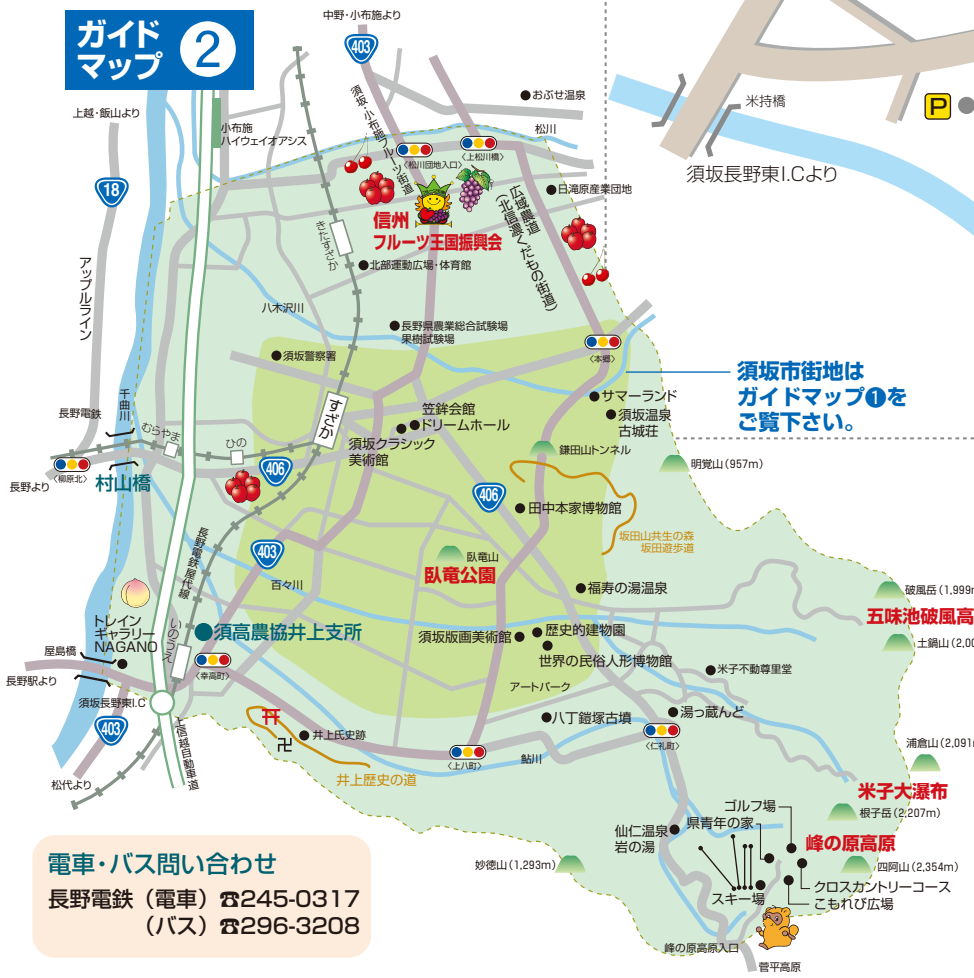 ガイド
マップ
2
中野・小布施より
403
上越・飯山より
18
アップルライン
小布施
ハイウェイオアシス
須坂・小布施フルーツ街道
おぶせ温泉
松川
〈松川団地入口〉
〈上松川橋〉
日滝原産業団地
広域農道
(北信濃くだもの街道)
信州
フルーツ王国振興会
きたすざか
北部運動広場・体育館
八木沢川
長野県農業総合試験場
果樹試験場
須坂警察署
〈本郷〉
米持橋
P
須坂長野東I.Cより
須坂市街地は
ガイドマップ❶を
ご覧下さい。
サマーランド
須坂温泉
古城荘
鎌田山トンネル
明覚山(957m)
すざか
笠鉾会館
ドリームホール
須坂クラシック
美術館
千曲川
長野電鉄
むらやま
ひの
〈柳原北〉
長野より
村山橋
406
406
田中本家博物館
坂田山共生の森
坂田遊歩道
403
長野電鉄屋代線
臥竜山
臥竜公園
百々川
福寿の湯温泉
破風岳(1,999m
五味池破風高
土鍋山(2,00
トレイン
ギャラリー
NAGANO
いのうえ
須高農協井上支所
須坂版画美術館
歴史的建物園
世界の民俗人形博物館
アートパーク
米子不動尊里堂
屋島橋
長野駅より
〈幸高町〉
須坂長野東I.C
403
上信越自動車道
松代より
井上氏史跡
卍
井上歴史の道
〈上八町〉
鮎川
八丁鎧塚古墳
湯っ蔵んど
〈仁礼町〉
浦倉山(2,091m
米子大瀑布
根子岳(2,207m)
ゴルフ場
県青年の家
峰の原高原
仙仁温泉
岩の湯
四阿山(2,354m)
妙徳山(1,293m)
スキー場
クロスカントリーコース
こもれび広場
峰の原高原入口
菅平高原
電車・バス問い合わせ
長野電鉄(電車)☎245-0317
(バス)☎296-3208